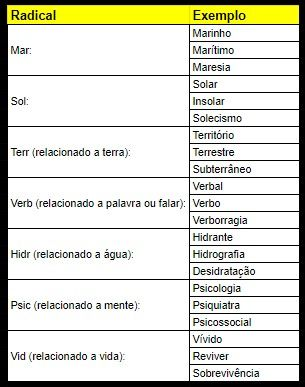 Radical Exemplo
Mar:
Marinho
Marítimo
Maresia
Sol:
Solar
Insolar
Solecismo
Terr (relacionado a terra):
Território
Terrestre
Subterrâneo
Verb (relacionado a palavra ou falar):
Verbal
Verbo
Verborragia
Hidr (relacionado a água):
Hidrante
Hidrografia
Desidratação
Psic (relacionado a mente):
Psicologia
Psiquiatra
Psicossocial
Vid (relacionado a vida):
Vívido
Reviver
Sobrevivência